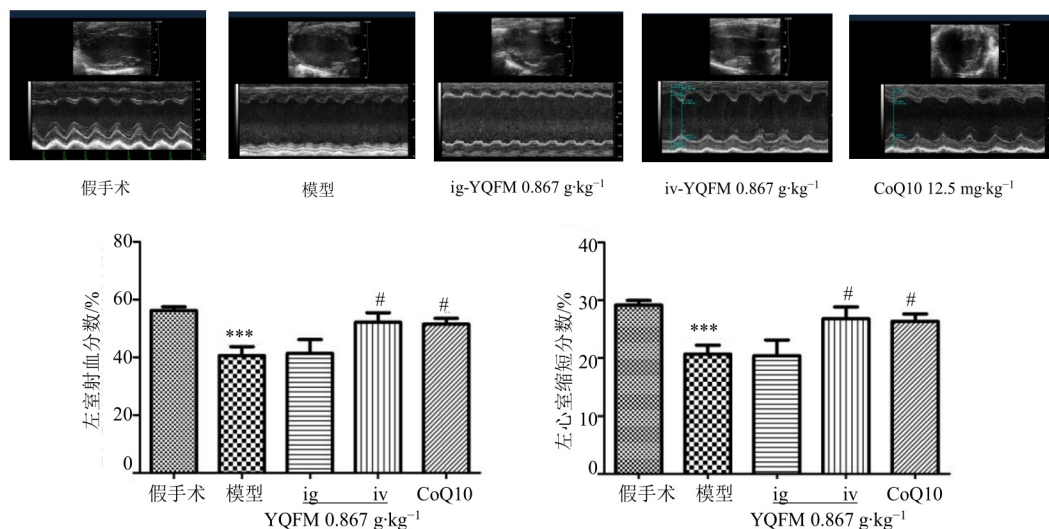 假手术
模型
ig-YQFM 0.867 g·kg⁻¹
iv-YQFM 0.867 g·kg⁻¹
CoQ10 12.5 mg·kg⁻¹
左室射血分数/%
80
60
40
20
0
***
#
#
假手术
模型
ig
iv
CoQ10
YQFM 0.867 g·kg⁻¹
左心室缩短分数/%
40
30
20
10
0
***
#
#
假手术
模型
ig
iv
CoQ10
YQFM 0.867 g·kg⁻¹